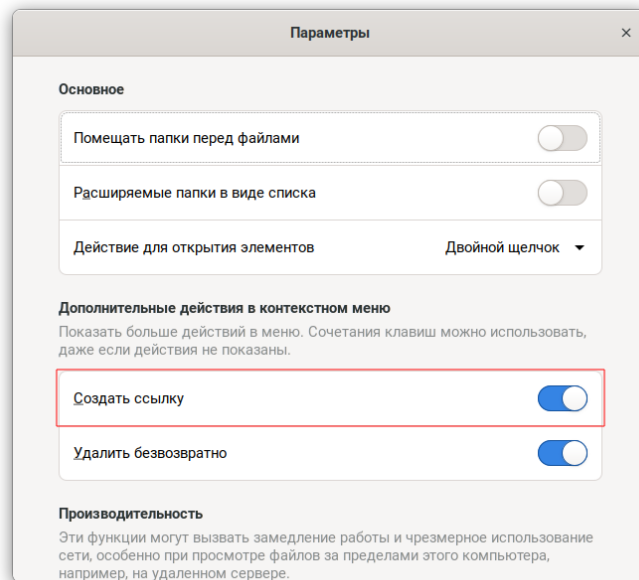 Параметры
Основное
Помещать папки перед файлами
Расширяемые папки в виде списка
Действие для открытия элементов Двойной щелчок
Дополнительные действия в контекстном меню
Показать больше действий в меню. Сочетания клавиш можно использовать,
даже если действия не показаны.
Создать ссылку
Удалить безвозвратно
Производительность
Эти функции могут вызвать замедление работы и чрезмерное использование
сети, особенно при просмотре файлов за пределами этого компьютера,
например, на удаленном сервере.